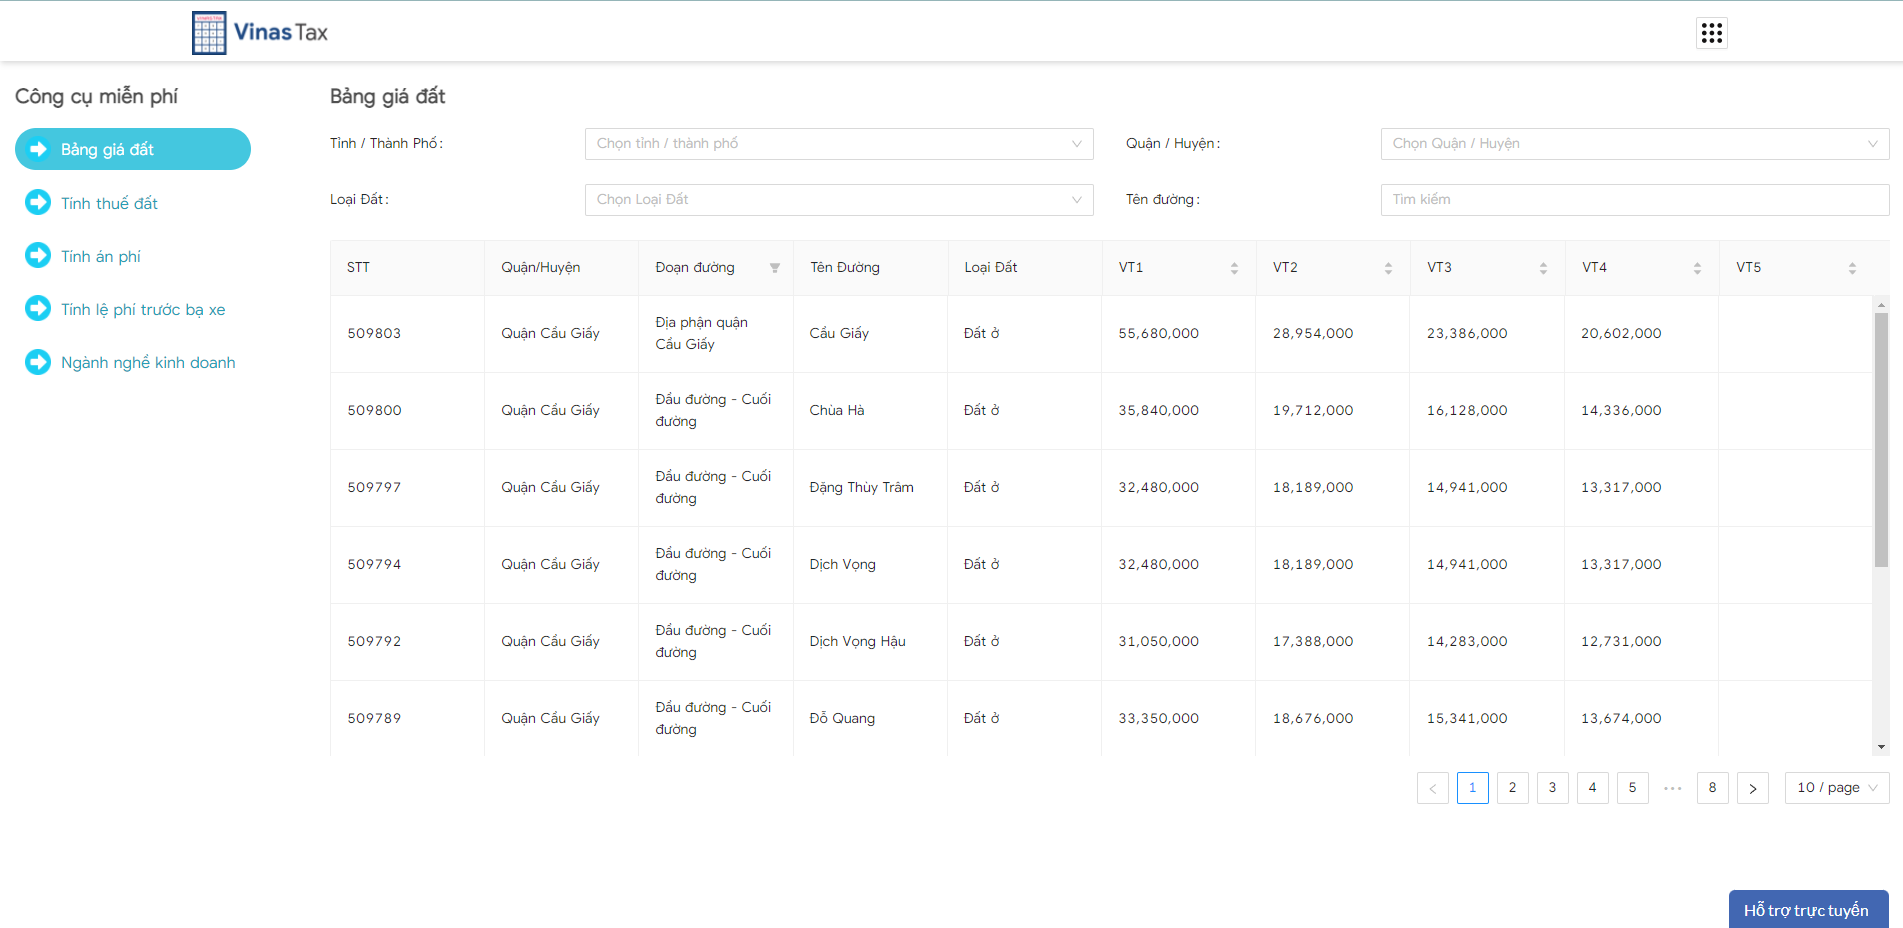 VinasTax
Công cụ miễn phí
Bảng giá đất
Tính thuế đất
Tính án phí
Tính lệ phí trước bạ xe
Ngành nghề kinh doanh
Bảng giá đất
Tỉnh / Thành Phố: Chọn tỉnh / thành phố Quận / Huyện: Chọn Quận / Huyện
Loại Đất: Chọn Loại Đất Tên đường: Tìm kiếm
STT Quận/Huyện Đoạn đường Tên Đường Loại Đất VT1 VT2 VT3 VT4 VT5
509803 Quận Cầu Giấy Địa phận quận Cầu Giấy Cầu Giấy Đất ở 55,680,000 28,954,000 23,386,000 20,602,000
509800 Quận Cầu Giấy Đầu đường - Cuối đường Chùa Hà Đất ở 35,840,000 19,712,000 16,128,000 14,336,000
509797 Quận Cầu Giấy Đầu đường - Cuối đường Đặng Thùy Trâm Đất ở 32,480,000 18,189,000 14,941,000 13,317,000
509794 Quận Cầu Giấy Đầu đường - Cuối đường Dịch Vọng Đất ở 32,480,000 18,189,000 14,941,000 13,317,000
509792 Quận Cầu Giấy Đầu đường - Cuối đường Dịch Vọng Hậu Đất ở 31,050,000 17,388,000 14,283,000 12,731,000
509789 Quận Cầu Giấy Đầu đường - Cuối đường Đỗ Quang Đất ở 33,350,000 18,676,000 15,341,000 13,674,000
< 1 2 3 4 5 ••• 8 > 10 / page
Hỗ trợ trực tuyến